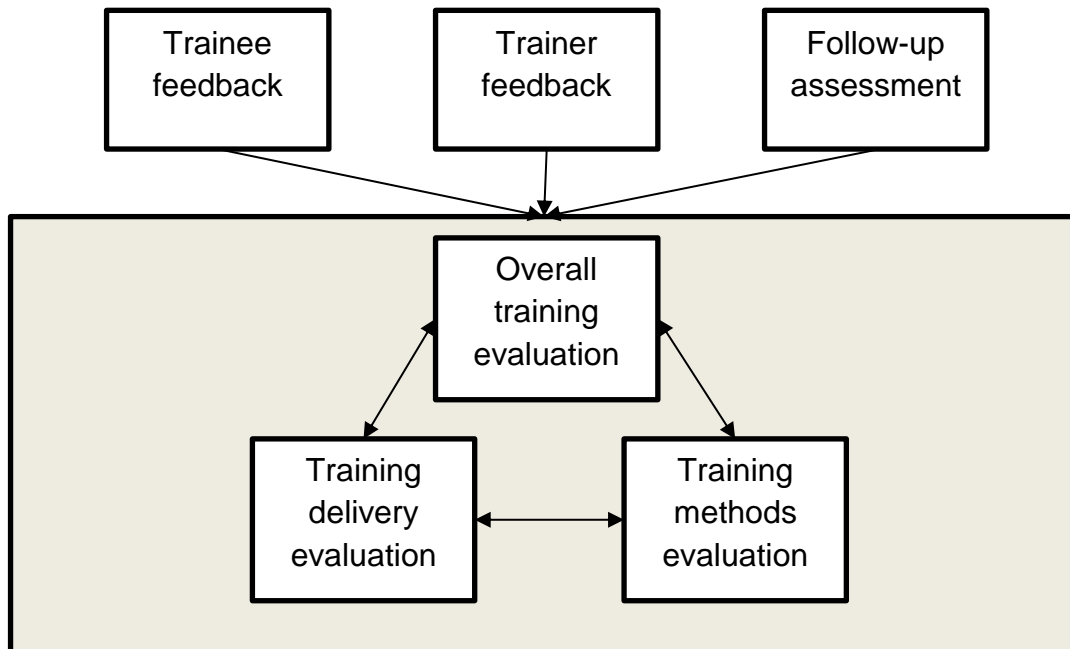 Trainee
feedback
Trainer
feedback
Follow-up
assessment
Overall
training
evaluation
Training
delivery
evaluation
Training
methods
evaluation